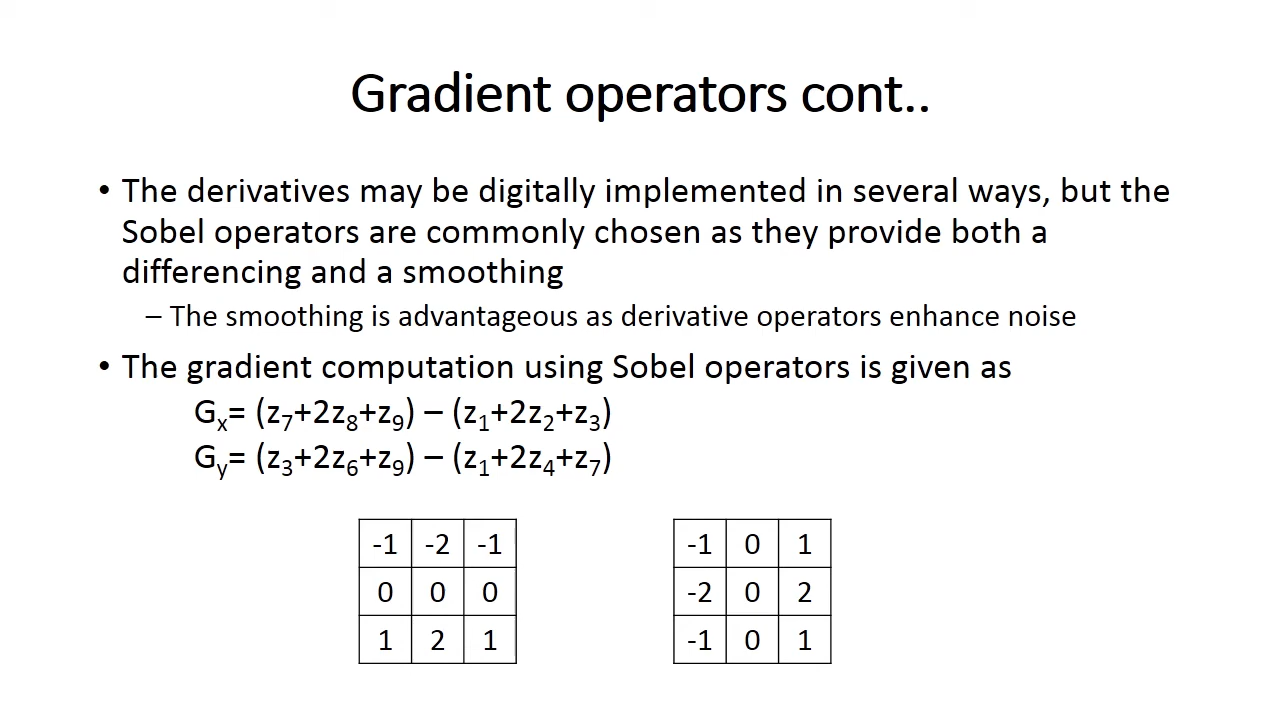 Gradient operators cont..
• The derivatives may be digitally implemented in several ways, but the
Sobel operators are commonly chosen as they provide both a
differencing and a smoothing
– The smoothing is advantageous as derivative operators enhance noise
• The gradient computation using Sobel operators is given as
Gₓ= (z₇+2z₈+z₉) – (z₁+2z₂+z₃)
Gy= (z₃+2z₆+z₉) – (z₁+2z₄+z₇)
-1 -2 -1
0 0 0
1 2 1
-1 0 1
-2 0 2
-1 0 1